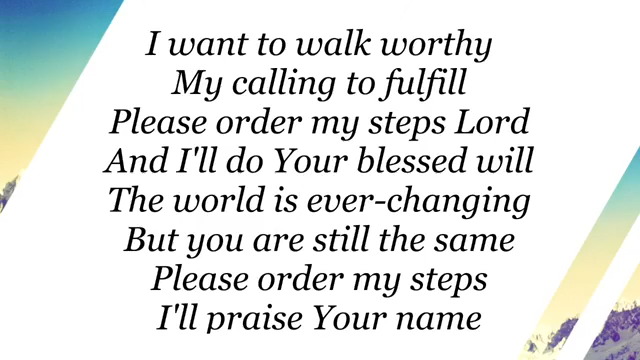 I want to walk worthy
My calling to fulfill
Please order my steps Lord
And I'll do Your blessed will
The world is ever-changing
But you are still the same
Please order my steps
I'll praise Your name